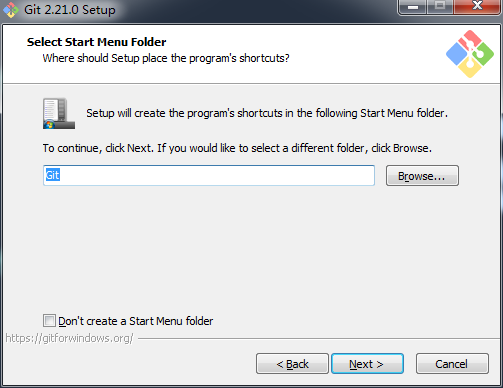 Git 2.21.0 Setup
Select Start Menu Folder
Where should Setup place the program's shortcuts?
Setup will create the program's shortcuts in the following Start Menu folder.
To continue, click Next. If you would like to select a different folder, click Browse.
Git
Browse...
Don't create a Start Menu folder
https://gitforwindows.org/
< Back
Next >
Cancel